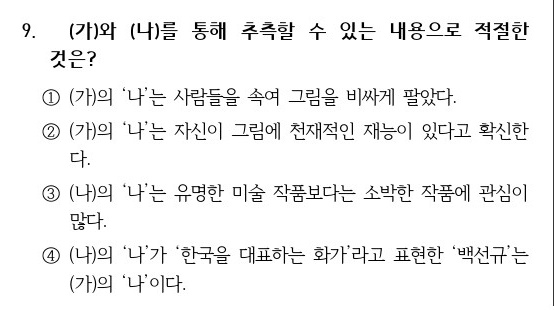 9. (가)와 (나)를 통해 추측할 수 있는 내용으로 적절한
것은?
① (가)의 ‘나’는 사람들을 속여 그림을 비싸게 팔았다.
② (가)의 ‘나’는 자신이 그림에 천재적인 재능이 있다고 확신한
다.
③ (나)의 ‘나’는 유명한 미술 작품보다는 소박한 작품에 관심이
많다.
④ (나)의 ‘나’가 ‘한국을 대표하는 화가’라고 표현한 ‘백선규’는
(가)의 ‘나’이다.